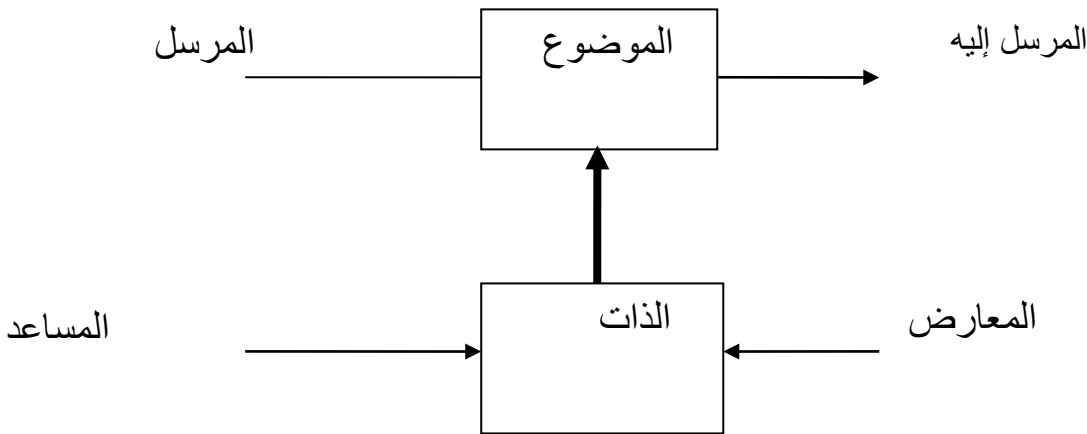 المرسل إليه
الموضوع
المرسل
المعارض
الذات
المساعد